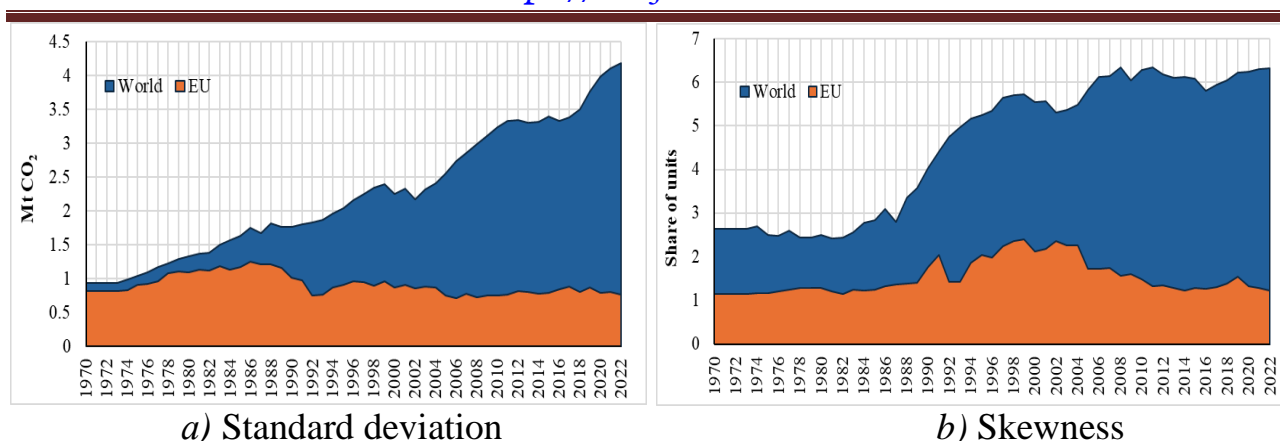 4.5
4
3.5
3
2.5
2
1.5
1
0.5
0
Mt CO₂
World EU
1970 1972 1974 1976 1978 1980 1982 1984 1986 1988 1990 1992 1994 1996 1998 2000 2002 2004 2006 2008 2010 2012 2014 2016 2018 2020 2022
a) Standard deviation
7
6
5
4
3
2
1
0
Share of units
World EU
1970 1972 1974 1976 1978 1980 1982 1984 1986 1988 1990 1992 1994 1996 1998 2000 2002 2004 2006 2008 2010 2012 2014 2016 2018 2020 2022
b) Skewness